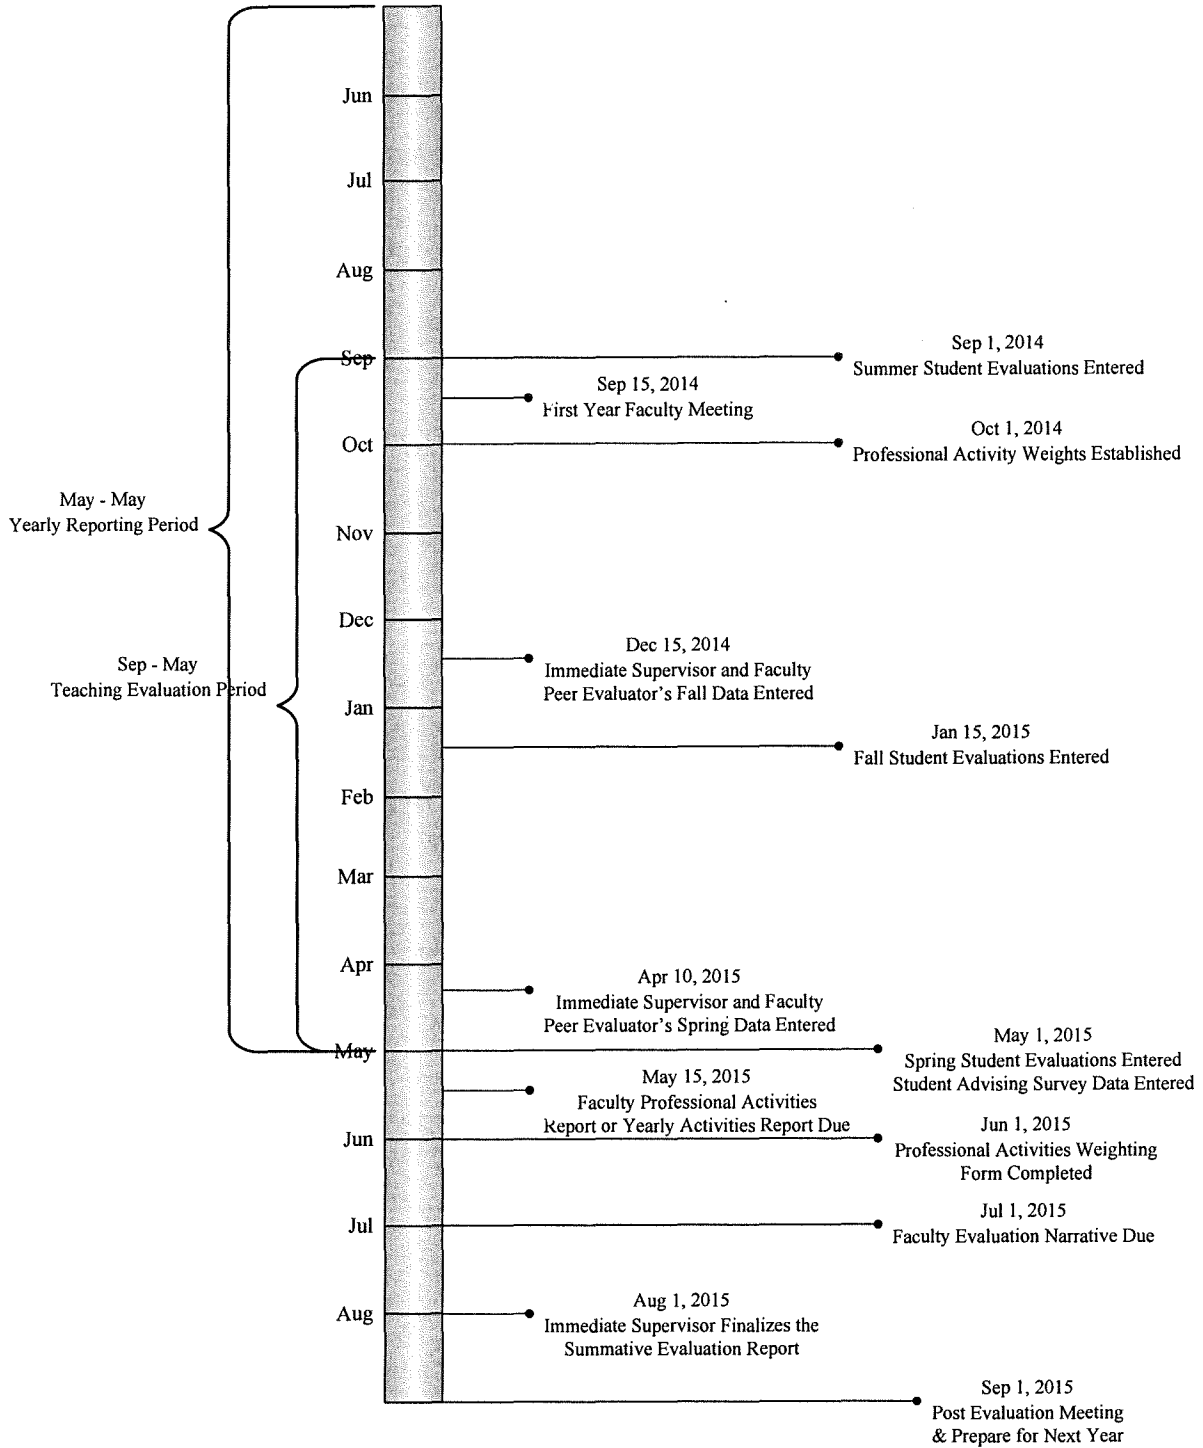 Jun
Jul
Aug
Sep
Sep 1, 2014
Summer Student Evaluations Entered
Sep 15, 2014
First Year Faculty Meeting
Oct
Oct 1, 2014
Professional Activity Weights Established
May - May
Yearly Reporting Period
Nov
Dec
Dec 15, 2014
Immediate Supervisor and Faculty
Peer Evaluator's Fall Data Entered
Sep - May
Teaching Evaluation Period
Jan
Jan 15, 2015
Fall Student Evaluations Entered
Feb
Mar
Apr
Apr 10, 2015
Immediate Supervisor and Faculty
Peer Evaluator's Spring Data Entered
May
May 1, 2015
Spring Student Evaluations Entered
Student Advising Survey Data Entered
May 15, 2015
Faculty Professional Activities
Report or Yearly Activities Report Due
Jun
Jun 1, 2015
Professional Activities Weighting
Form Completed
Jul
Jul 1, 2015
Faculty Evaluation Narrative Due
Aug
Aug 1, 2015
Immediate Supervisor Finalizes the
Summative Evaluation Report
Sep 1, 2015
Post Evaluation Meeting
& Prepare for Next Year